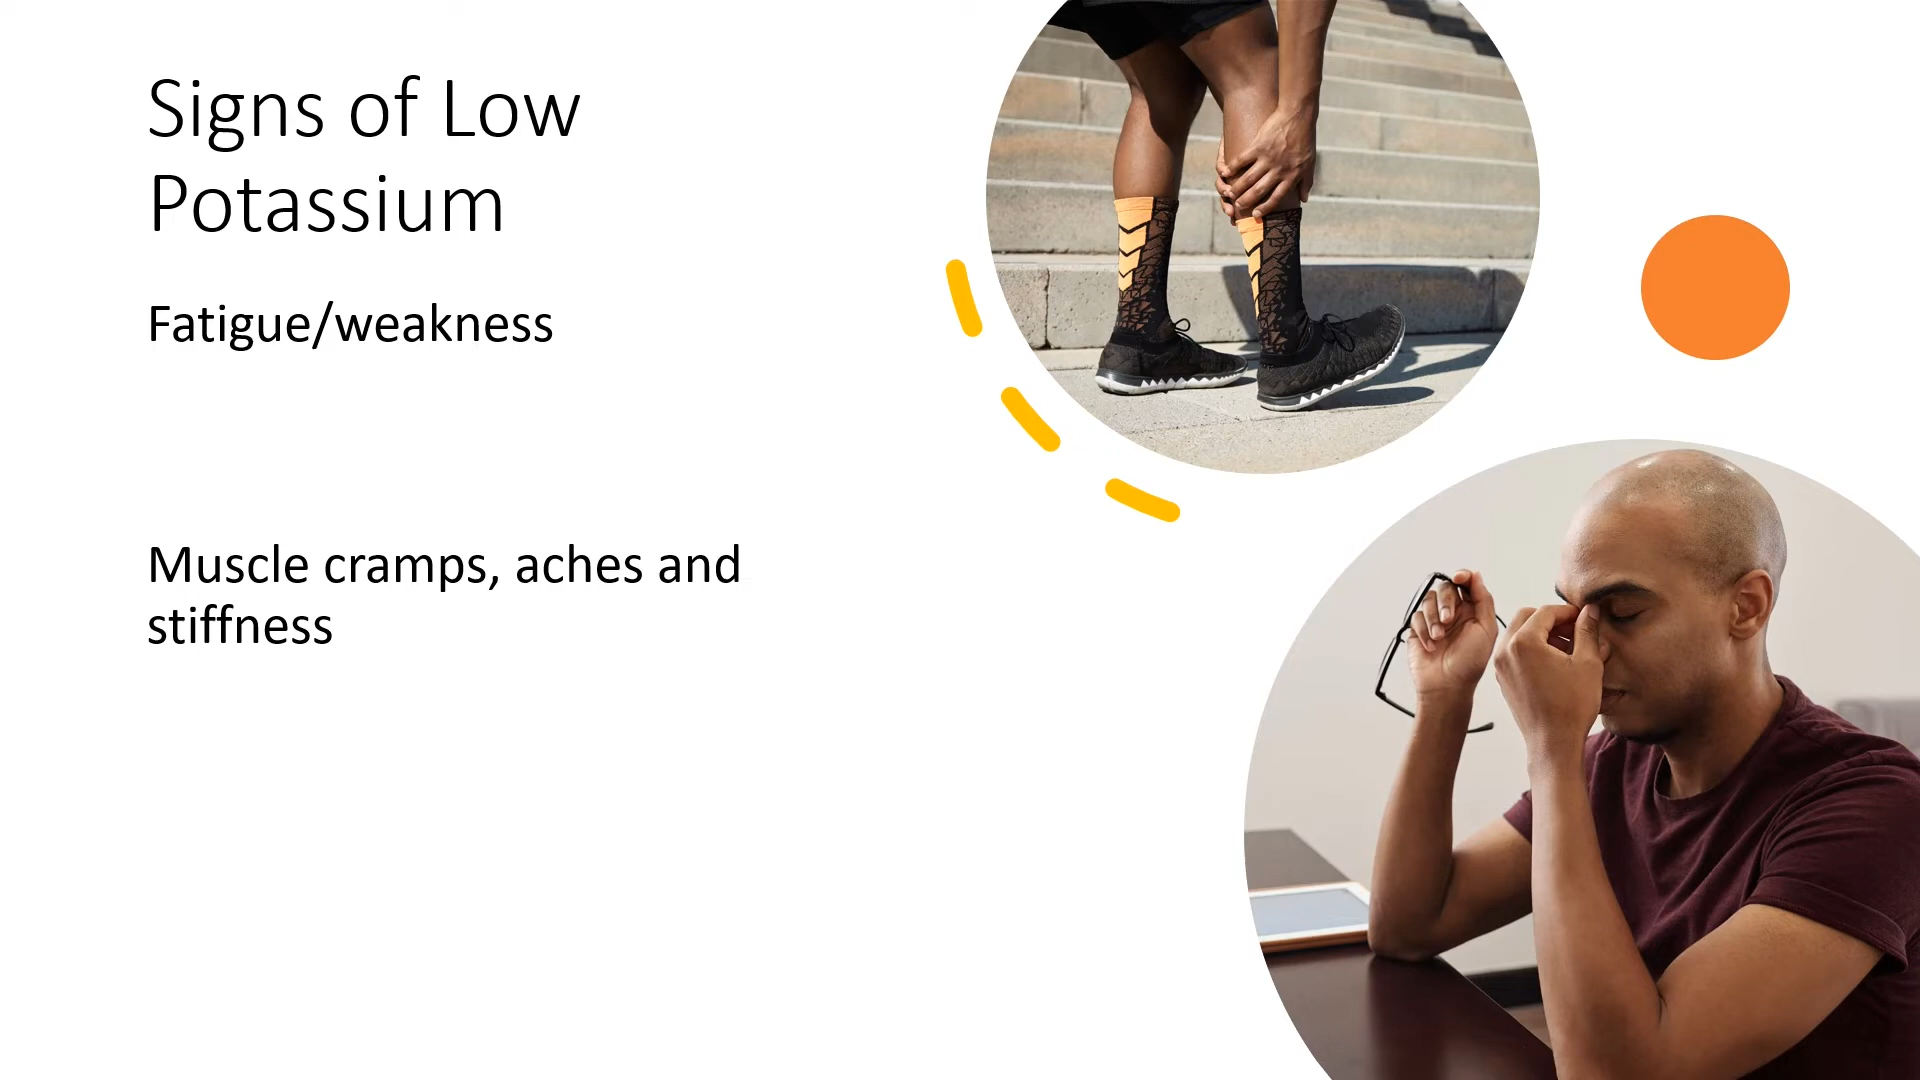 Signs of Low
Potassium
Fatigue/weakness
Muscle cramps, aches and
stiffness